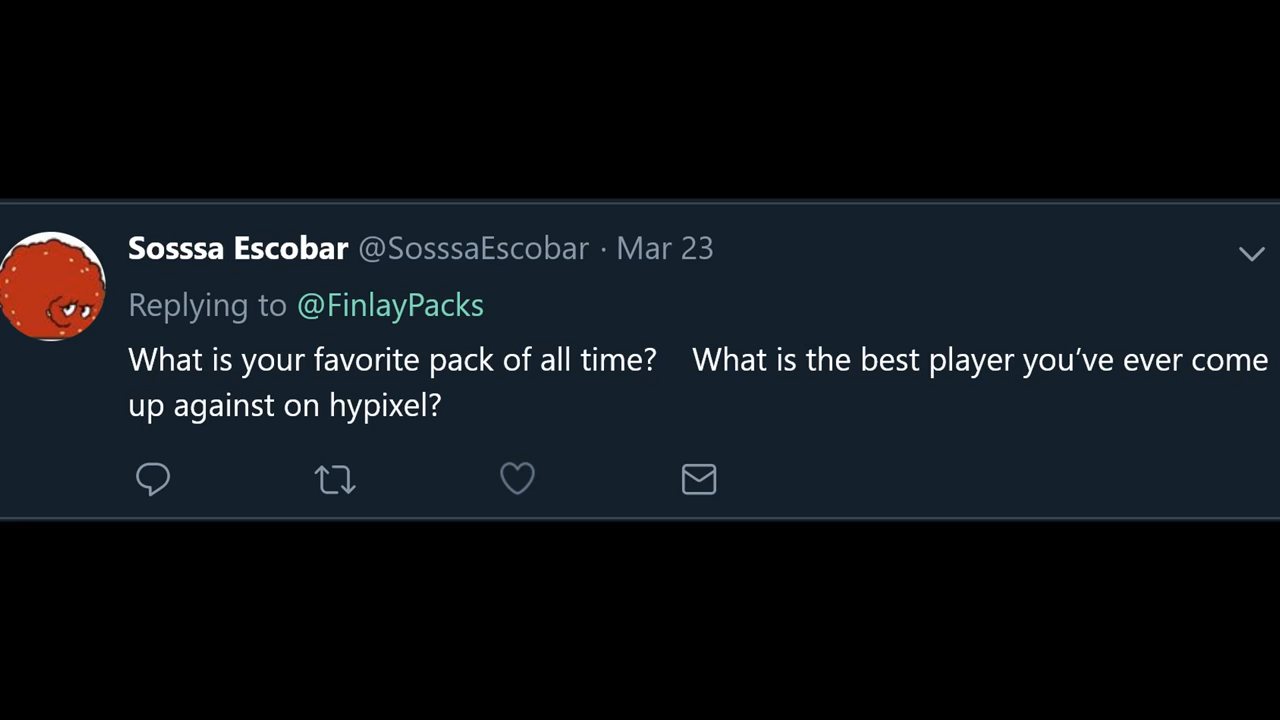 Sosssa Escobar @SosssaEscobar · Mar 23
Replying to @FinlayPacks
What is your favorite pack of all time? What is the best player you’ve ever come
up against on hypixel?